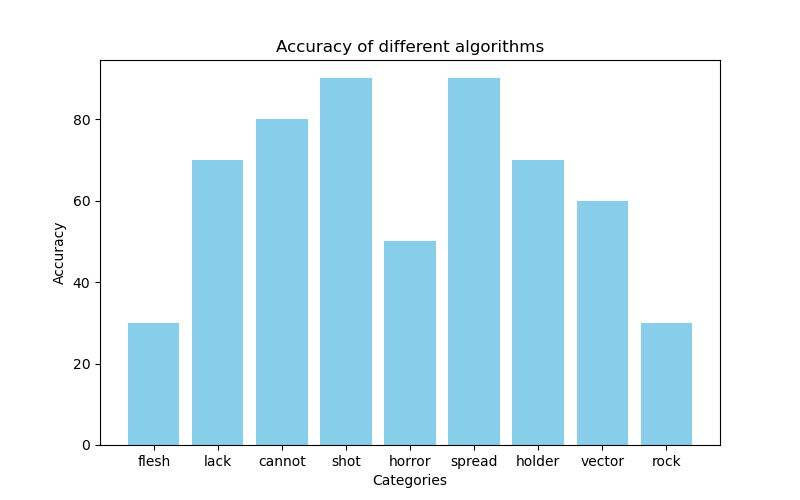 Accuracy of different algorithms
80
60
40
20
0
Accuracy
flesh lack cannot shot horror spread holder vector rock
Categories